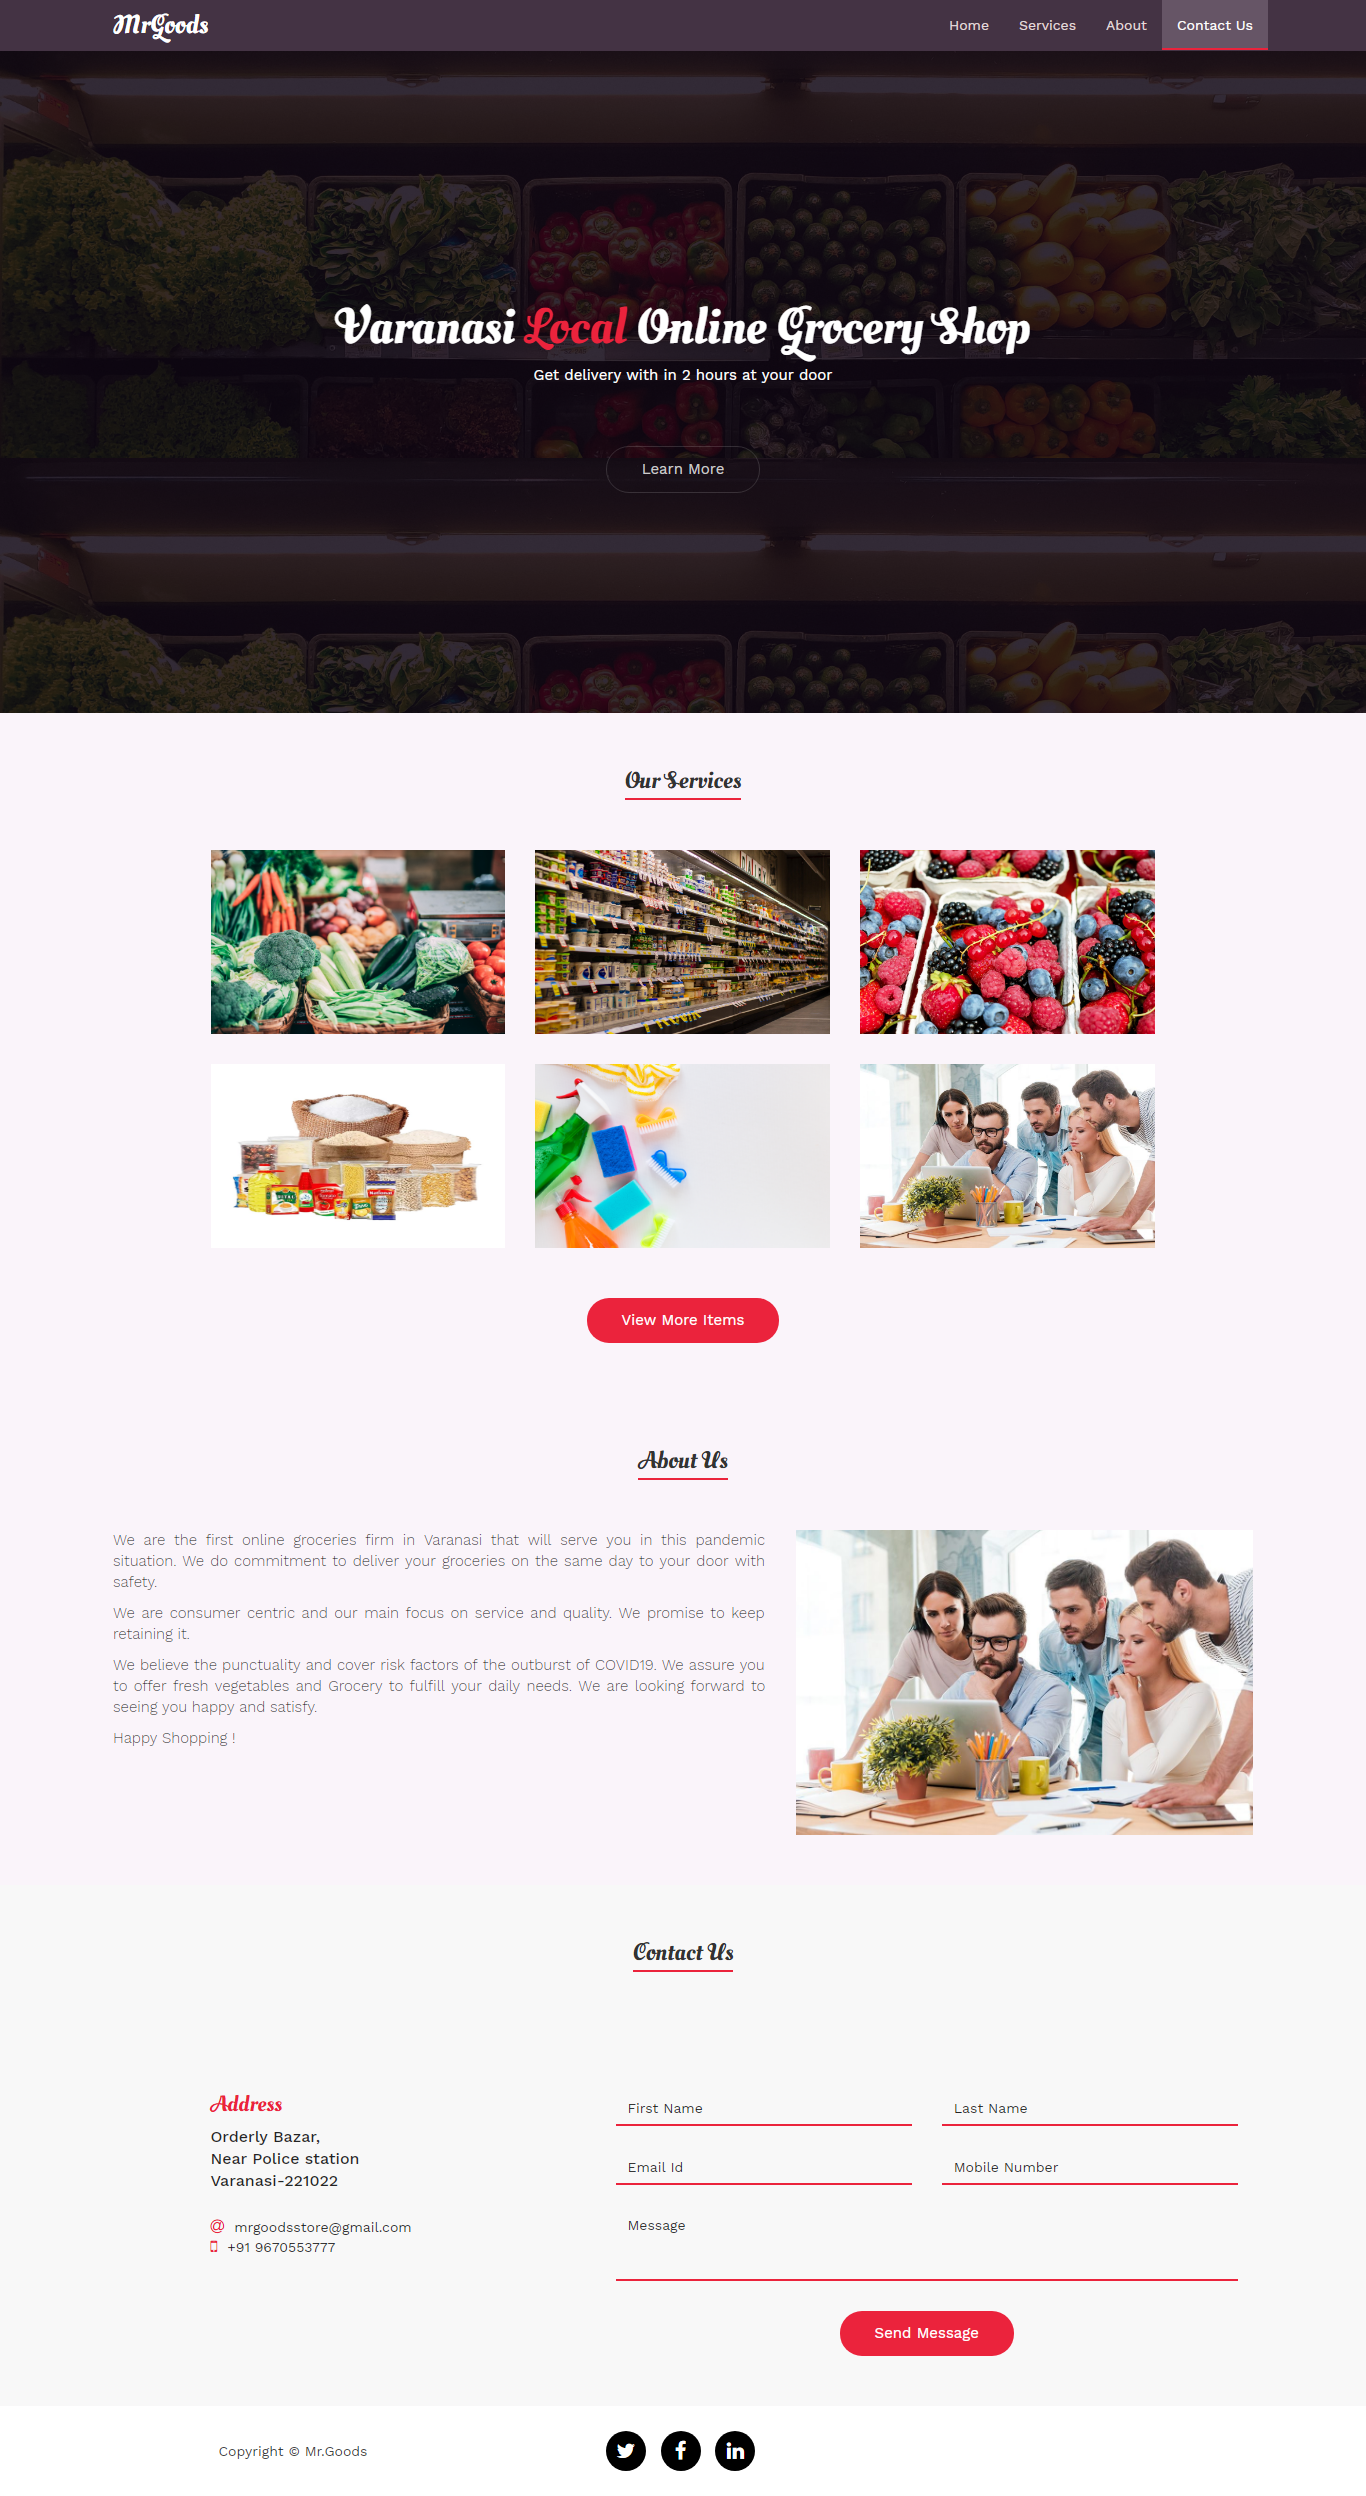 MrGoods
Home Services About Contact Us
Varanasi Local Online Grocery Shop
Get delivery with in 2 hours at your door
Learn More
Our Services
View More Items
About Us
We are the first online groceries firm in Varanasi that will serve you in this pandemic
situation. We do commitment to deliver your groceries on the same day to your door with
safety.
We are consumer centric and our main focus on service and quality. We promise to keep
retaining it.
We believe the punctuality and cover risk factors of the outburst of COVID19. We assure you
to offer fresh vegetables and Grocery to fulfill your daily needs. We are looking forward to
seeing you happy and satisfy.
Happy Shopping !
Contact Us
Address
Orderly Bazar,
Near Police station
Varanasi-221022
@ mrgoodsstore@gmail.com
+91 9670553777
First Name
Last Name
Email Id
Mobile Number
Message
Send Message
Copyright © Mr.Goods